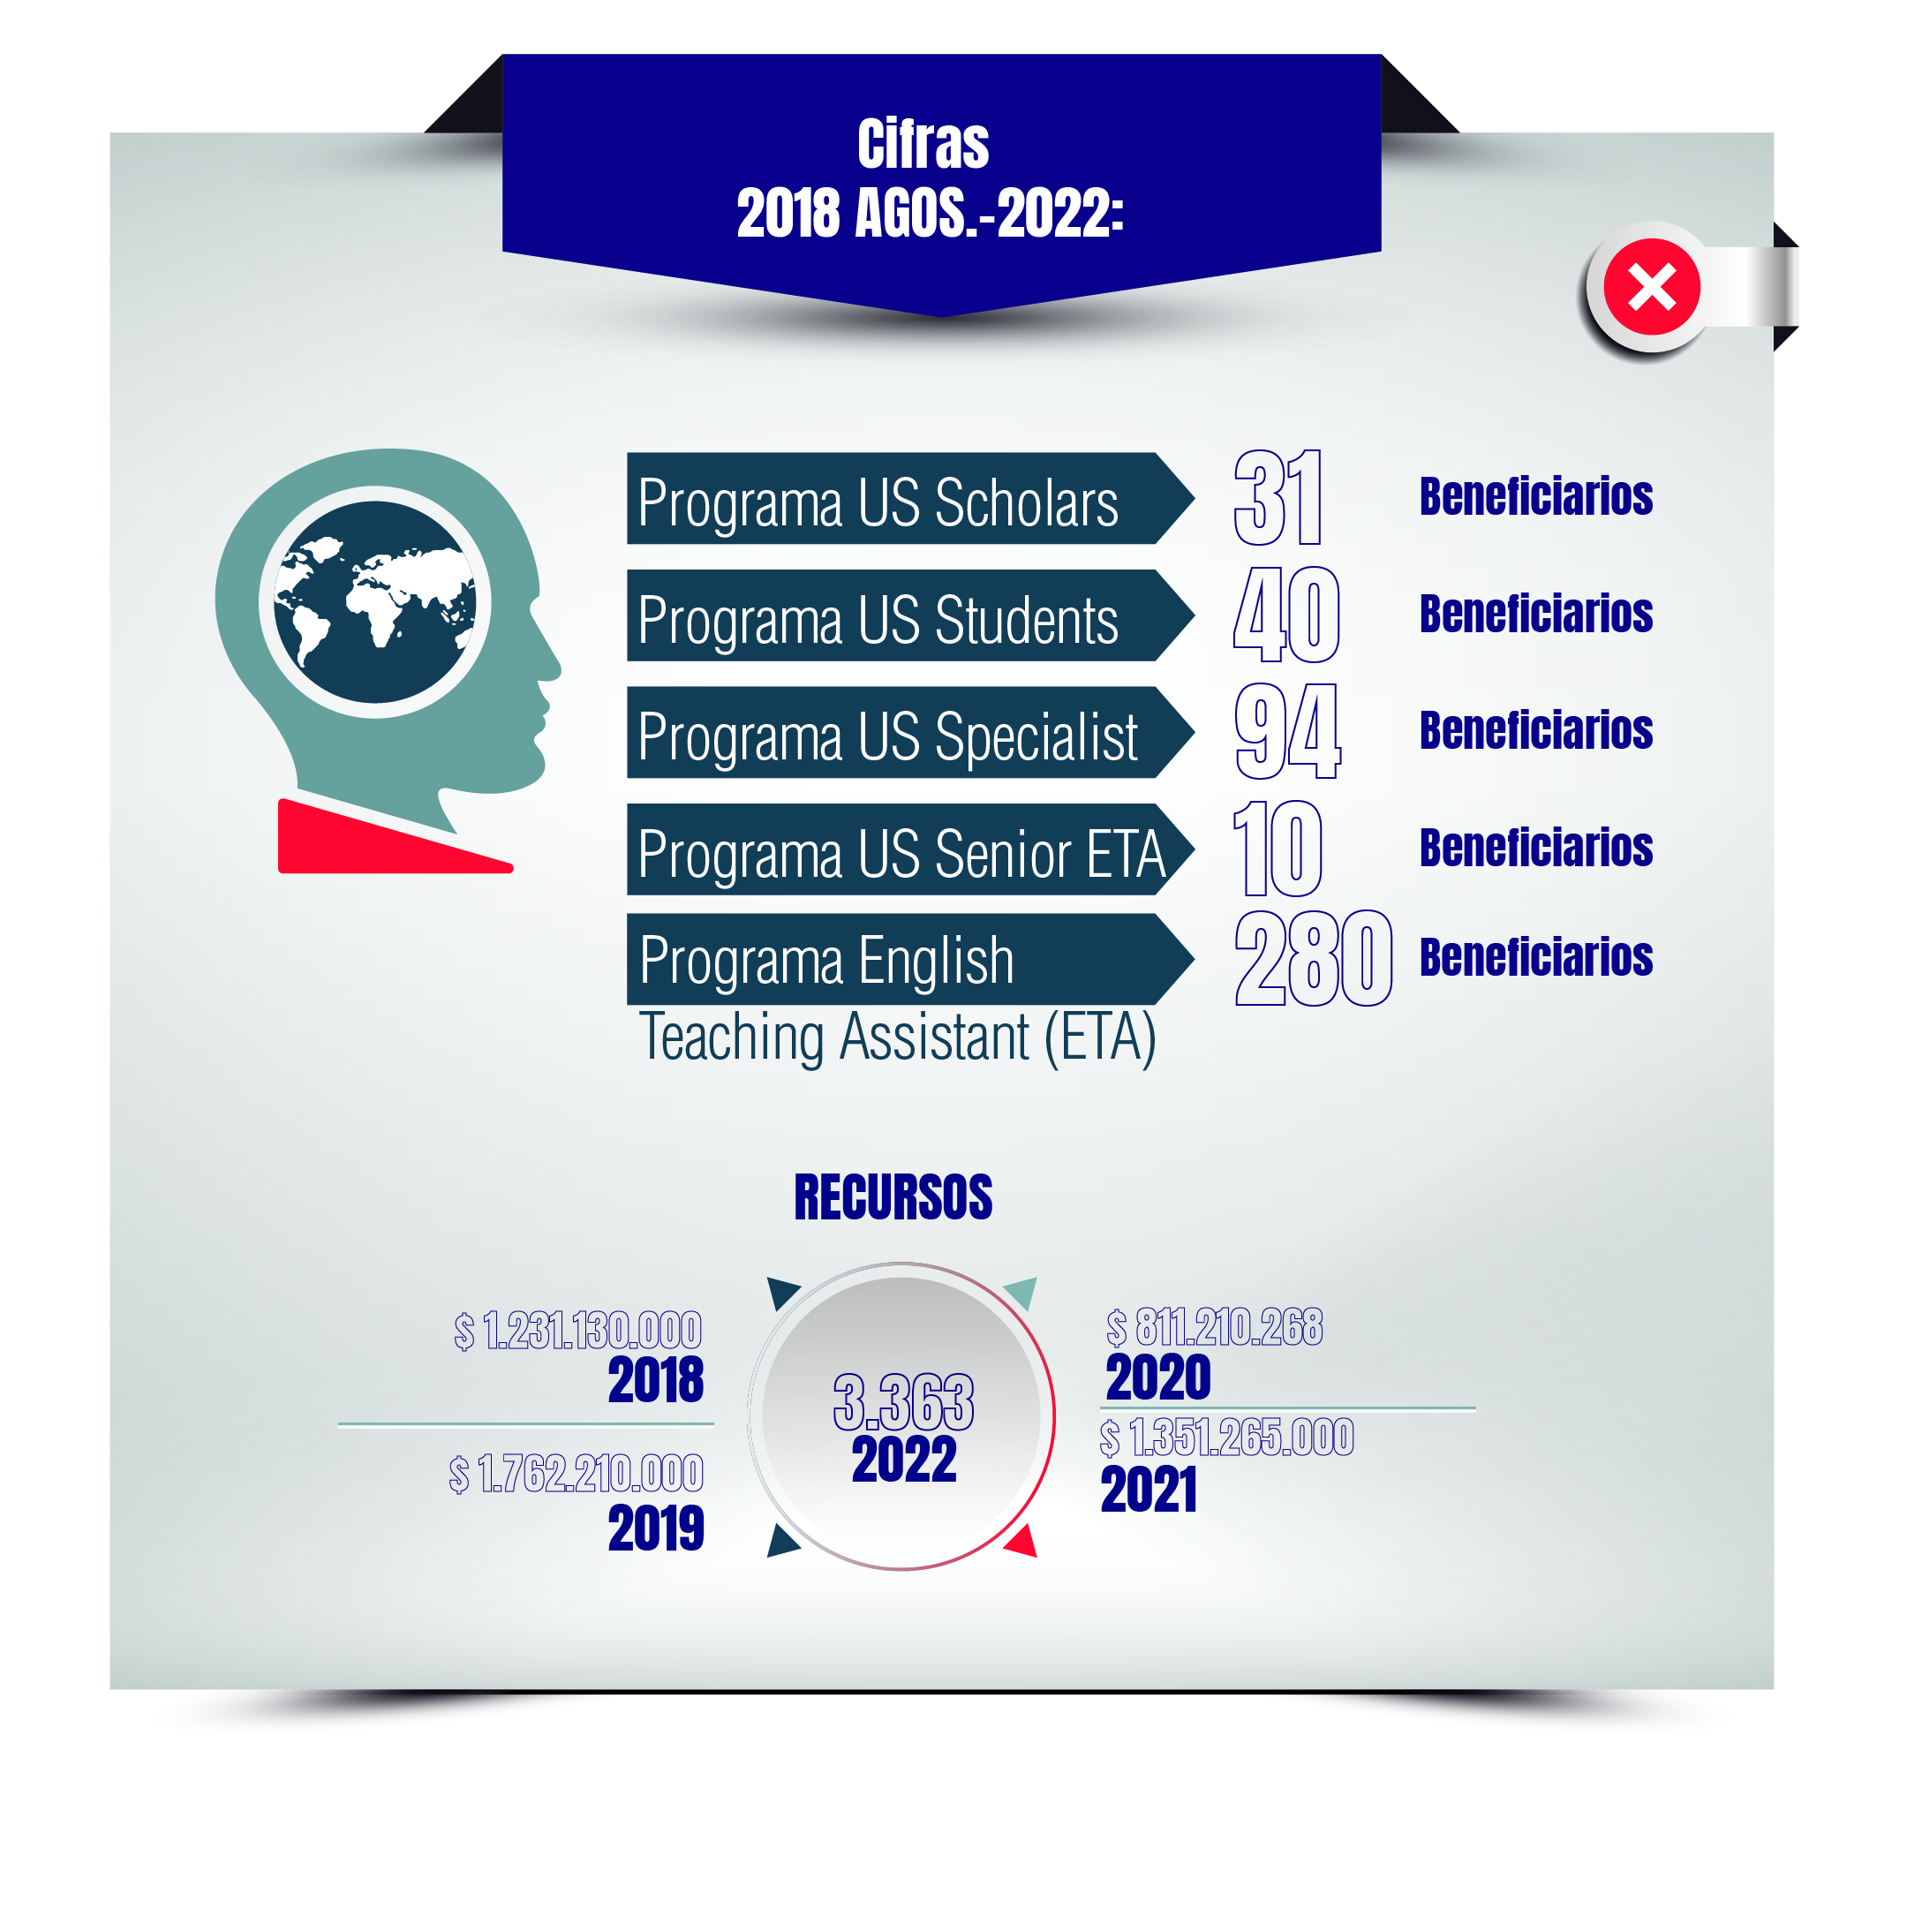 Cifras
2018 AGOS.-2022:
Programa US Scholars 31 Beneficiarios
Programa US Students 40 Beneficiarios
Programa US Specialist 94 Beneficiarios
Programa US Senior ETA 10 Beneficiarios
Programa English 280 Beneficiarios
Teaching Assistant (ETA)
RECURSOS
$ 1.231.130.000
2018
$ 1.762.210.000
2019
3.363
2022
$ 811.210.268
2020
$ 1.351.265.000
2021